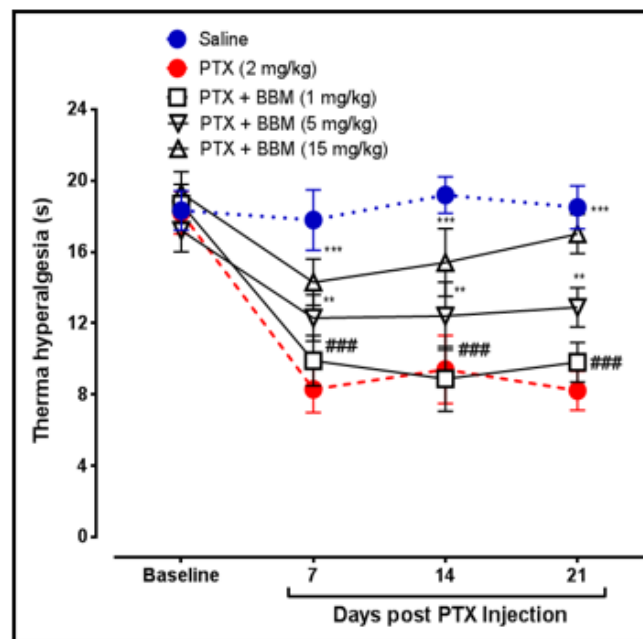 Saline
PTX (2 mg/kg)
PTX + BBM (1 mg/kg)
PTX + BBM (5 mg/kg)
PTX + BBM (15 mg/kg)
24
20
16
12
8
4
0
Therma hyperalgesia (s)
***
***
***
**
**
**
###
###
###
Baseline
7
14
21
Days post PTX Injection